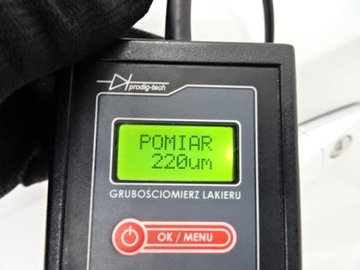 prodig-tech
POMIAR
220um
GRUBOŚCIOMIERZ LAKIERU
OK / MENU